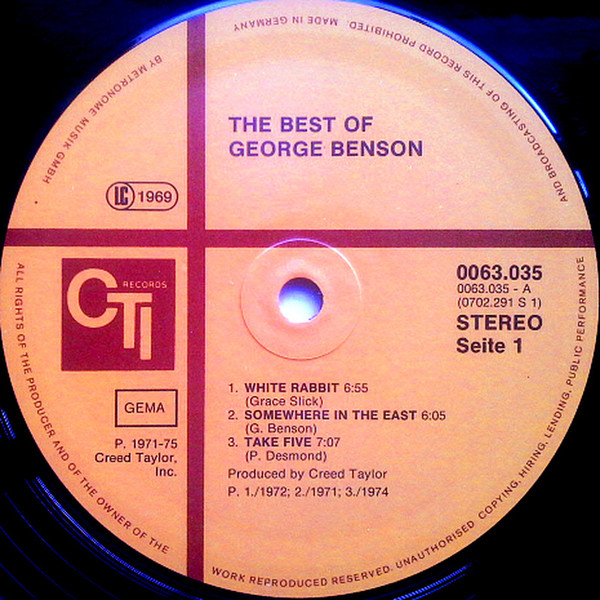 THE BEST OF
GEORGE BENSON
LC 1969
CTI RECORDS
0063.035
0063.035 - A
(0702.291 S 1)
STEREO
Seite 1
GEMA
P. 1971-75
Creed Taylor,
Inc.
1. WHITE RABBIT 6:55
(Grace Slick)
2. SOMEWHERE IN THE EAST 6:05
(G. Benson)
3. TAKE FIVE 7:07
(P. Desmond)
Produced by Creed Taylor
P. 1./1972; 2./1971; 3./1974
ALL RIGHTS OF THE PRODUCER AND OF THE OWNER OF THE WORK REPRODUCED RESERVED. UNAUTHORISED COPYING, HIRING, LENDING, PUBLIC PERFORMANCE AND BROADCASTING OF THIS RECORD PROHIBITED. MADE IN GERMANY BY METRONOME MUSIK GMBH